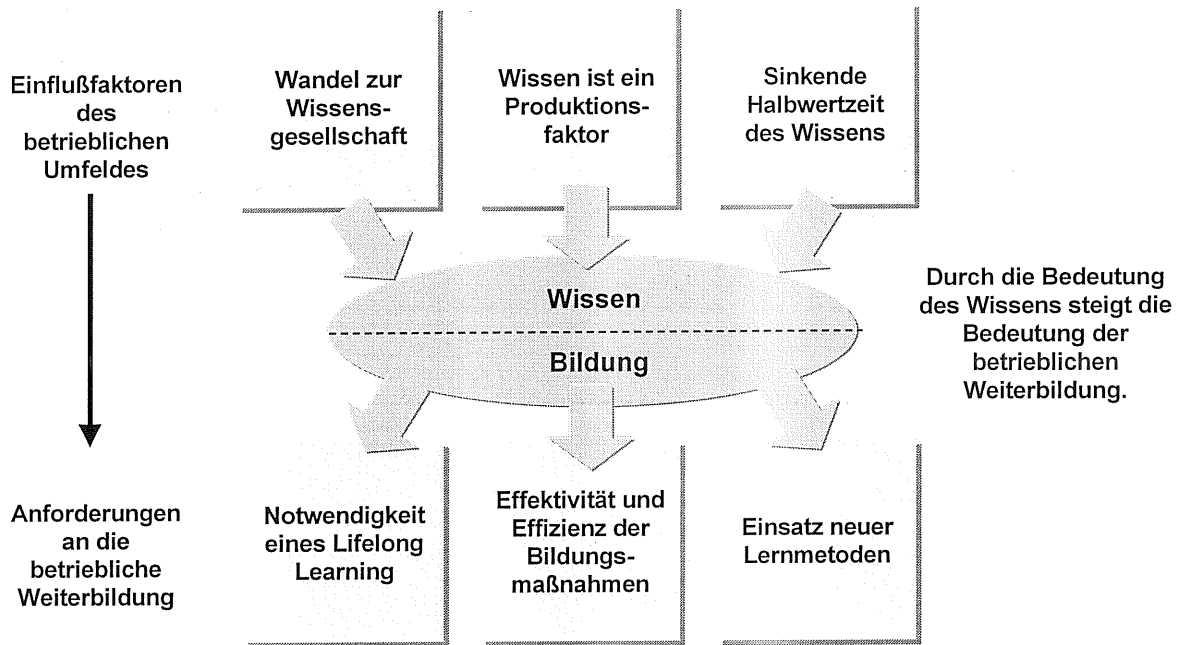 Einflußfaktoren
des
betrieblichen
Umfeldes
Wandel zur
Wissens-
gesellschaft
Wissen ist ein
Produktions-
faktor
Sinkende
Halbwertzeit
des Wissens
Wissen
Bildung
Durch die Bedeutung
des Wissens steigt die
Bedeutung der
betrieblichen
Weiterbildung.
Anforderungen
an die
betriebliche
Weiterbildung
Notwendigkeit
eines Lifelong
Learning
Effektivität und
Effizienz der
Bildungs-
maßnahmen
Einsatz neuer
Lernmetoden